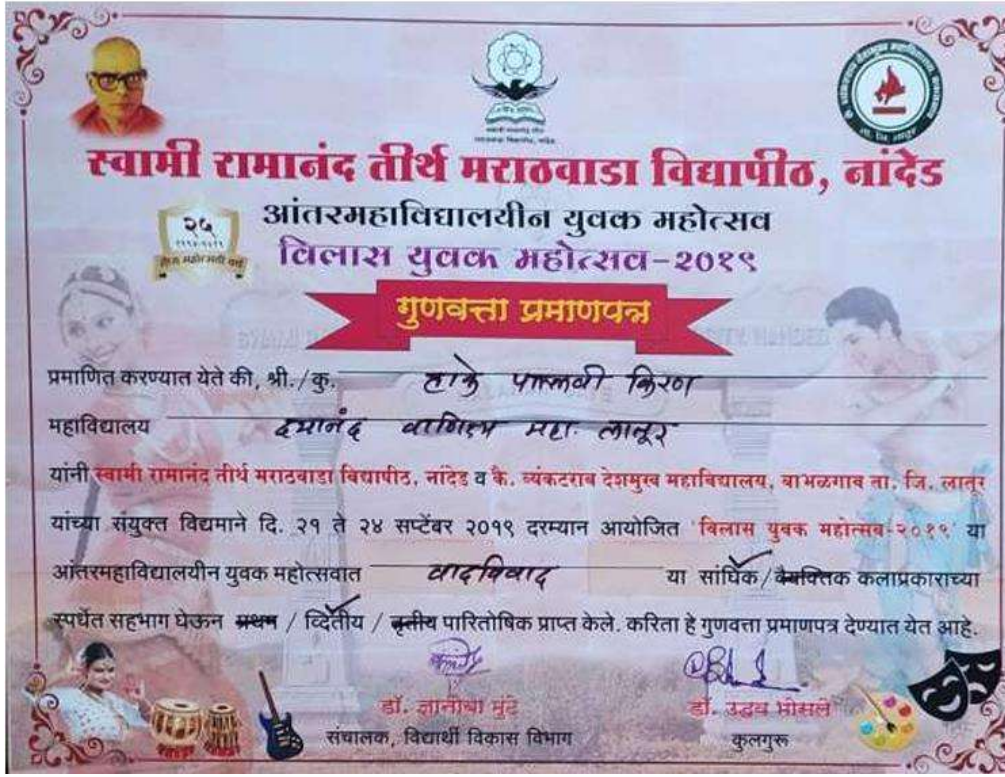 स्वामी रामानंद तीर्थ मराठवाडा विद्यापीठ, नांदेड
२५
आंतरमहाविद्यालयीन युवक महोत्सव
विलास युवक महोत्सव-२०१९
गुणवत्ता प्रमाणपत्र
प्रमाणित करण्यात येते की, श्री./कु. हाके पल्लवी किरण
महाविद्यालय दयानंद वाणिज्य महा. लातूर
यांनी स्वामी रामानंद तीर्थ मराठवाडा विद्यापीठ, नांदेड व कै. व्यंकटराव देशमुख महाविद्यालय, बाभळगाव ता. जि. लातूर
यांच्या संयुक्त विद्यमाने दि. २१ ते २४ सप्टेंबर २०१९ दरम्यान आयोजित 'विलास युवक महोत्सव-२०१९' या
आंतरमहाविद्यालयीन युवक महोत्सवात वादविवाद या सांघिक/वैयक्तिक कलाप्रकाराच्या
स्पर्धेत सहभाग घेऊन प्रथम / व्दितीय / तृतीय पारितोषिक प्राप्त केले. करिता हे गुणवत्ता प्रमाणपत्र देण्यात येत आहे.
डॉ. ज्ञानोबा मुंढे
संचालक, विद्यार्थी विकास विभाग
डॉ. उद्धव भोसले
कुलगुरू